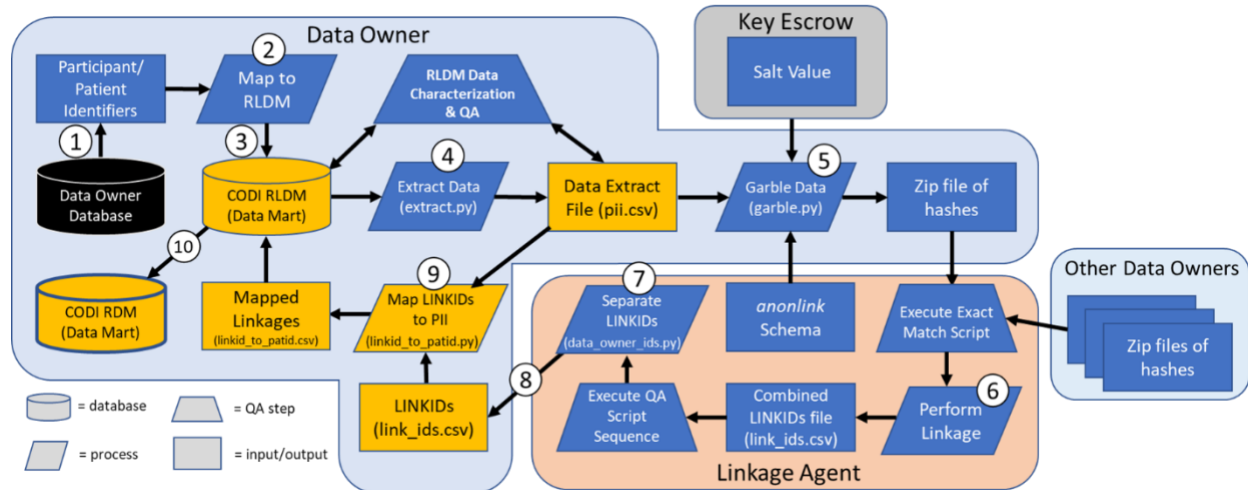 Data Owner
Key Escrow
Salt Value
Participant/
Patient
Identifiers
2
Map to
RLDM
RLDM Data
Characterization
& QA
1
3
4
5
Data Owner
Database
CODI RLDM
(Data Mart)
Extract Data
(extract.py)
Data Extract
File (pii.csv)
Garble Data
(garble.py)
Zip file of
hashes
10
CODI RDM
(Data Mart)
Mapped
Linkages
(linkid_to_patid.csv)
9
Map LINKIDs
to PII
(linkid_to_patid.py)
7
Separate
LINKIDs
(data_owner_ids.py)
anonlink
Schema
Execute Exact
Match Script
Other Data Owners
Zip files of
hashes
8
LINKIDs
(link_ids.csv)
Execute QA
Script
Sequence
Combined
LINKIDs file
(link_ids.csv)
6
Perform
Linkage
Linkage Agent
= database
= QA step
= process
= input/output